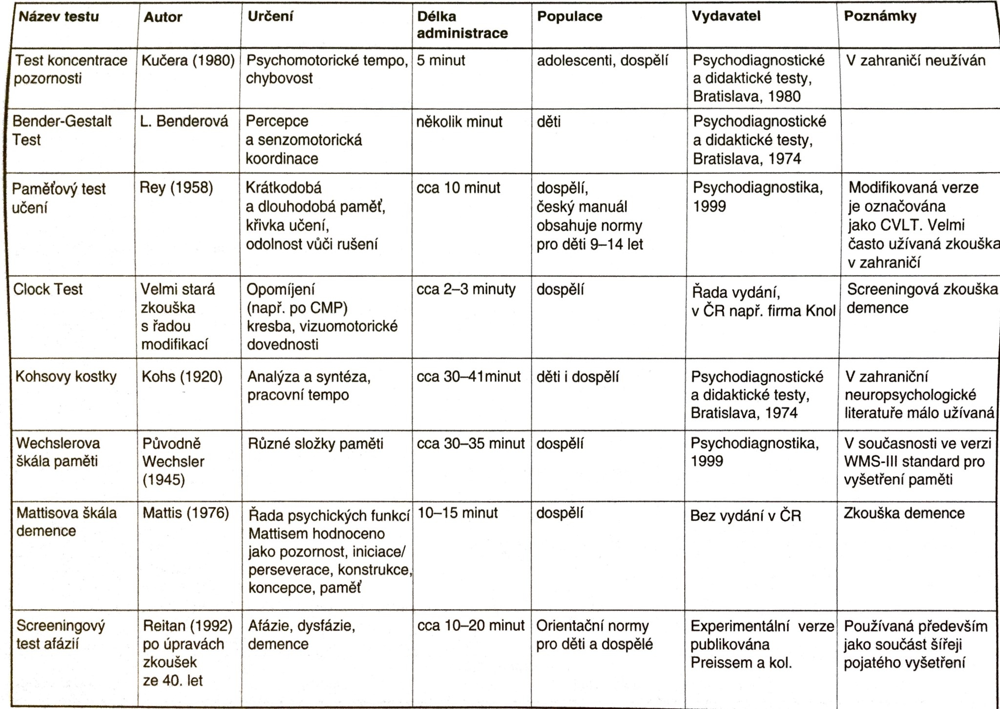 Název testu
Autor
Určení
Délka
administrace
Populace
Vydavatel
Poznámky
Test koncentrace
pozornosti
Kučera (1980)
Psychomotorické tempo,
chybovost
5 minut
adolescenti, dospělí
Psychodiagnostické
a didaktické testy,
Bratislava, 1980
V zahraničí neužíván
Bender-Gestalt
Test
L. Benderová
Percepce
a senzomotorická
koordinace
několik minut
děti
Psychodiagnostické
a didaktické testy,
Bratislava, 1974
Paměťový test
učení
Rey (1958)
Krátkodobá
a dlouhodobá paměť,
křivka učení,
odolnost vůči rušení
cca 10 minut
dospělí,
český manuál
obsahuje normy
pro děti 9–14 let
Psychodiagnostika,
1999
Modifikovaná verze
je označována
jako CVLT. Velmi
často užívaná zkouška
v zahraničí
Clock Test
Velmi stará
zkouška
s řadou
modifikací
Opomíjení
(např. po CMP)
kresba, vizuomotorické
dovednosti
cca 2–3 minuty
dospělí
Řada vydání,
v ČR např. firma Knol
Screeningová zkouška
demence
Kohsovy kostky
Kohs (1920)
Analýza a syntéza,
pracovní tempo
cca 30–41minut
děti i dospělí
Psychodiagnostické
a didaktické testy,
Bratislava, 1974
V zahraniční
neuropsychologické
literatuře málo užívaná
Wechslerova
škála paměti
Původně
Wechsler
(1945)
Různé složky paměti
cca 30–35 minut
dospělí
Psychodiagnostika,
1999
V současnosti ve verzi
WMS-III standard pro
vyšetření paměti
Mattisova škála
demence
Mattis (1976)
Řada psychických funkcí
Mattisem hodnoceno
jako pozornost, iniciace/
perseverace, konstrukce,
koncepce, paměť
10–15 minut
dospělí
Bez vydání v ČR
Zkouška demence
Screeningový
test afázií
Reitan (1992)
po úpravách
zkoušek
ze 40. let
Afázie, dysfázie,
demence
cca 10–20 minut
Orientační normy
pro děti a dospělé
Experimentální verze
publikována
Preissem a kol.
Používaná především
jako součást šířeji
pojatého vyšetření